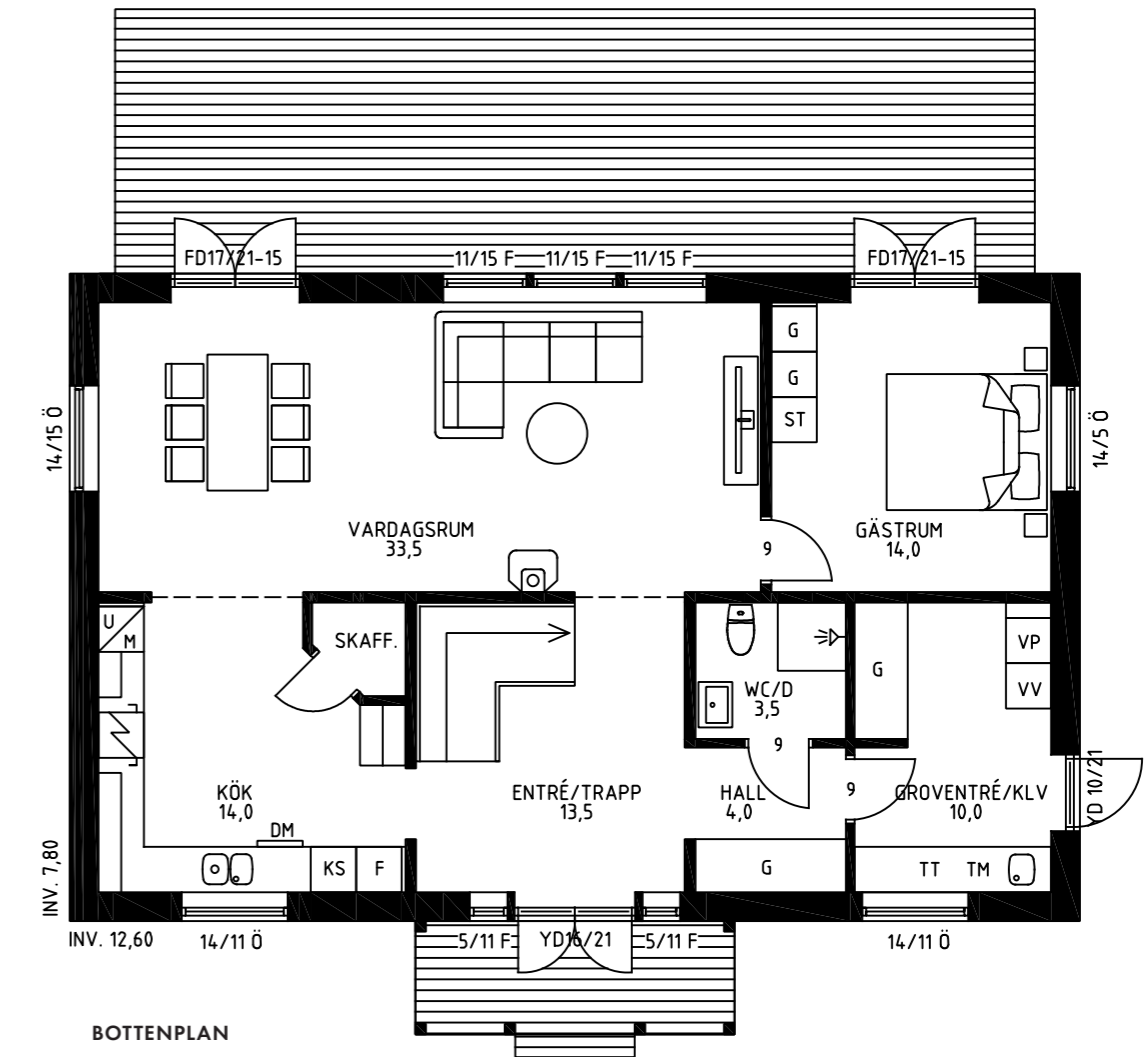 FD17/21-15
11/15 F
11/15 F
11/15 F
FD17/21-15
14/15 Ö
G
G
ST
14/5 Ö
VARDAGSRUM
33,5
9
GÄSTRUM
14,0
U
M
SKAFF.
WC/D
3,5
G
VP
VV
9
KÖK
14,0
ENTRÉ/TRAPP
13,5
HALL
4,0
9
GROVENTRÉ/KLV
10,0
YD 10/21
DM
KS
F
G
TT
TM
INV. 7,80
INV. 12,60
14/11 Ö
5/11 F
YD16/21
5/11 F
14/11 Ö
BOTTENPLAN